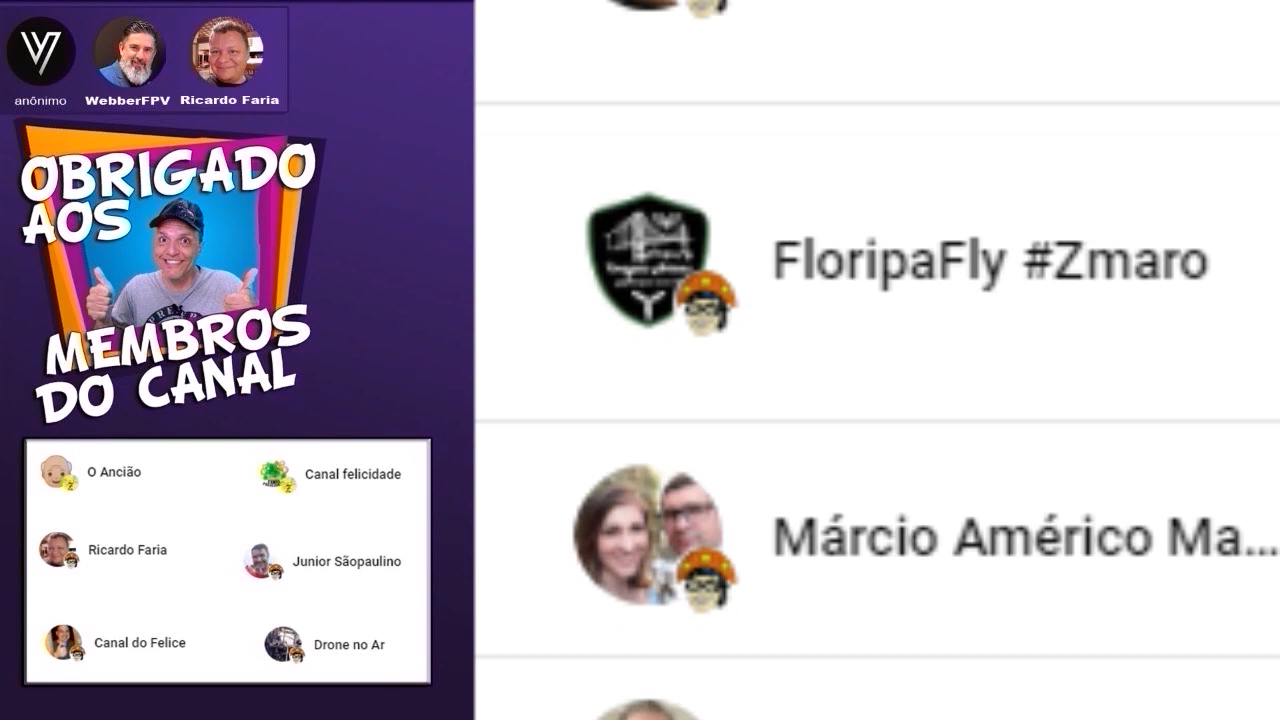 anônimo
WebberFPV
Ricardo Faria
OBRIGADO
AOS
MEMBROS
DO CANAL
O Ancião
Canal felicidade
Ricardo Faria
Junior Sãopaulino
Canal do Felice
Drone no Ar
FloripaFly #Zmaro
Márcio Américo Ma...